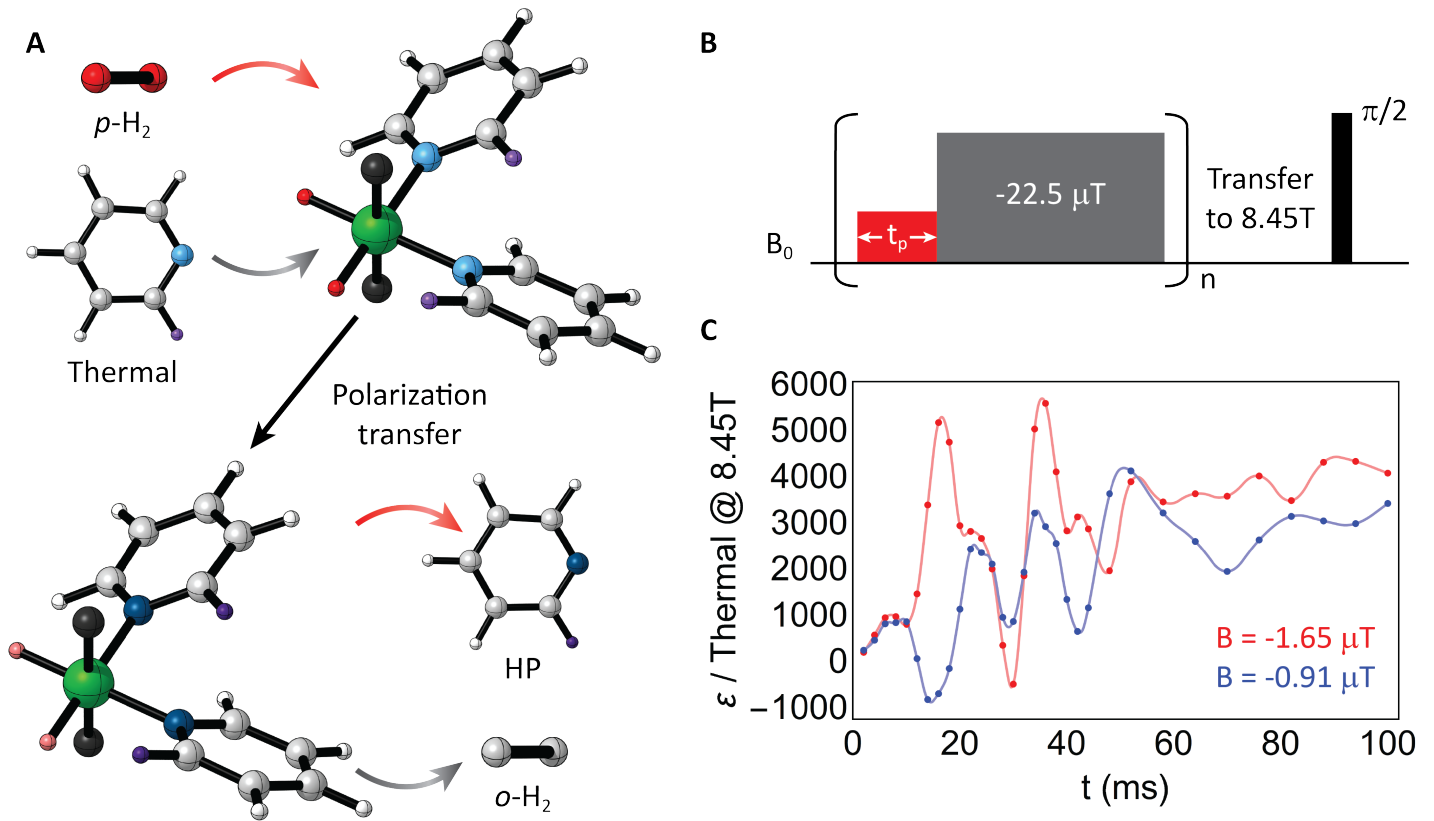 A
p-H₂
Thermal
Polarization
transfer
HP
o-H₂
B
π/2
-22.5 μT
tₚ
B₀
n
Transfer
to 8.45T
C
6000
5000
4000
3000
2000
1000
0
−1000
ε / Thermal @ 8.45T
B = -1.65 μT
B = -0.91 μT
0 20 40 60 80 100
t (ms)